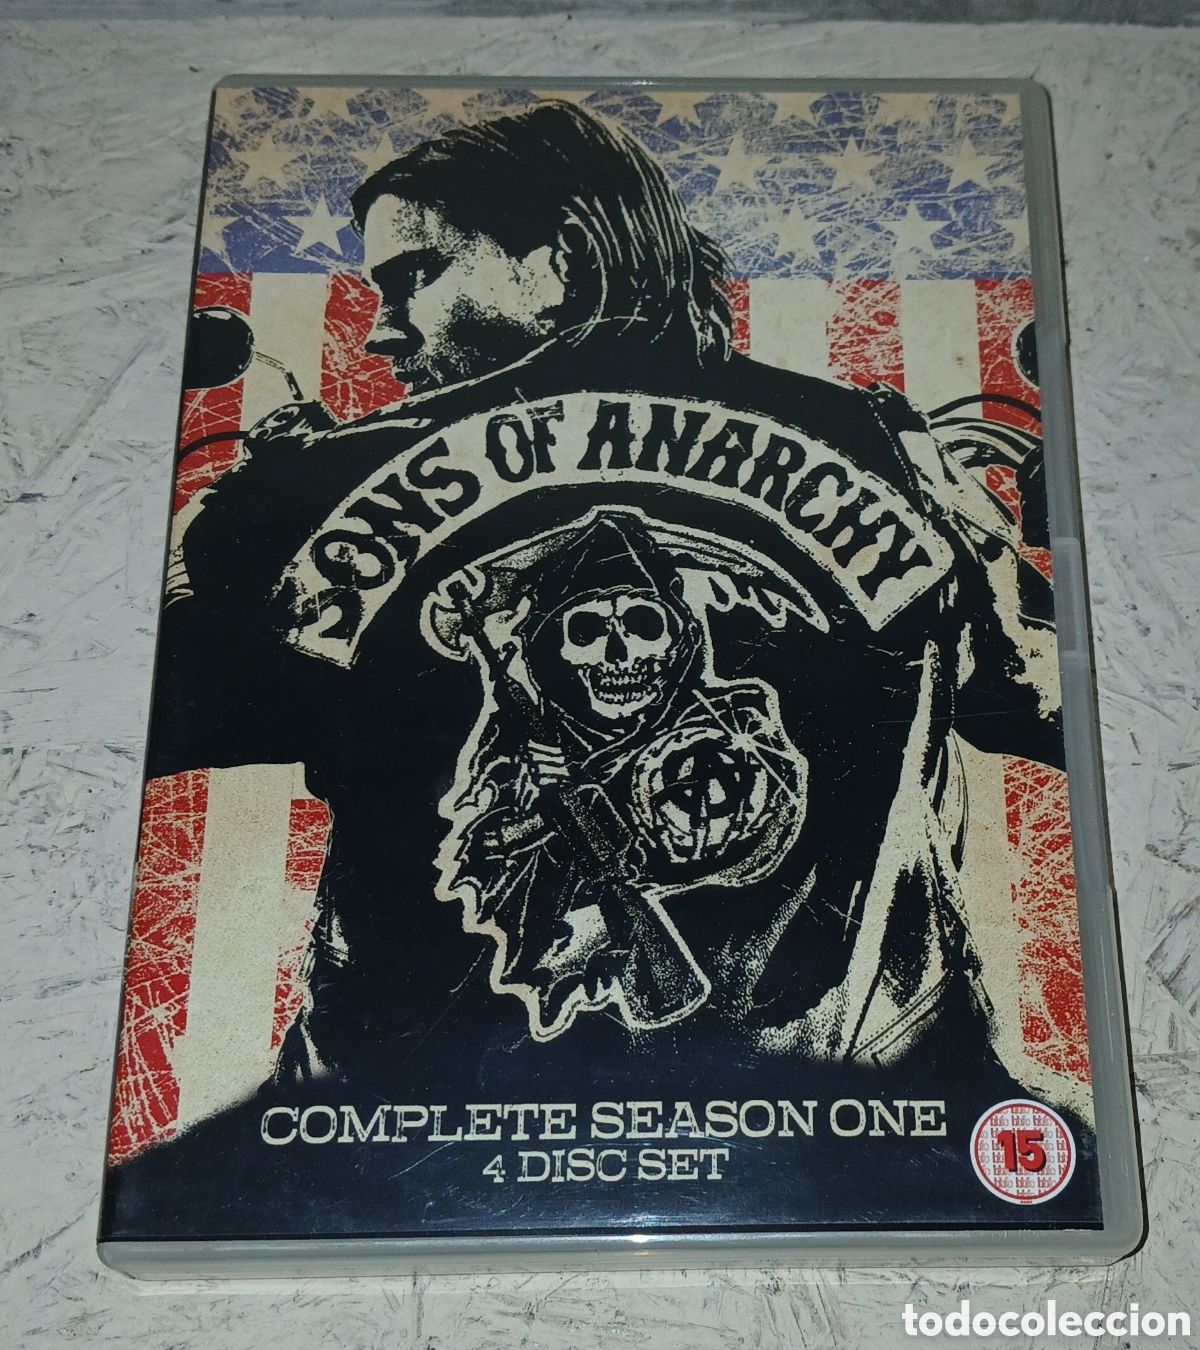 SONS OF ANARCHY
A
COMPLETE SEASON ONE
4 DISC SET
15
todocoleccion